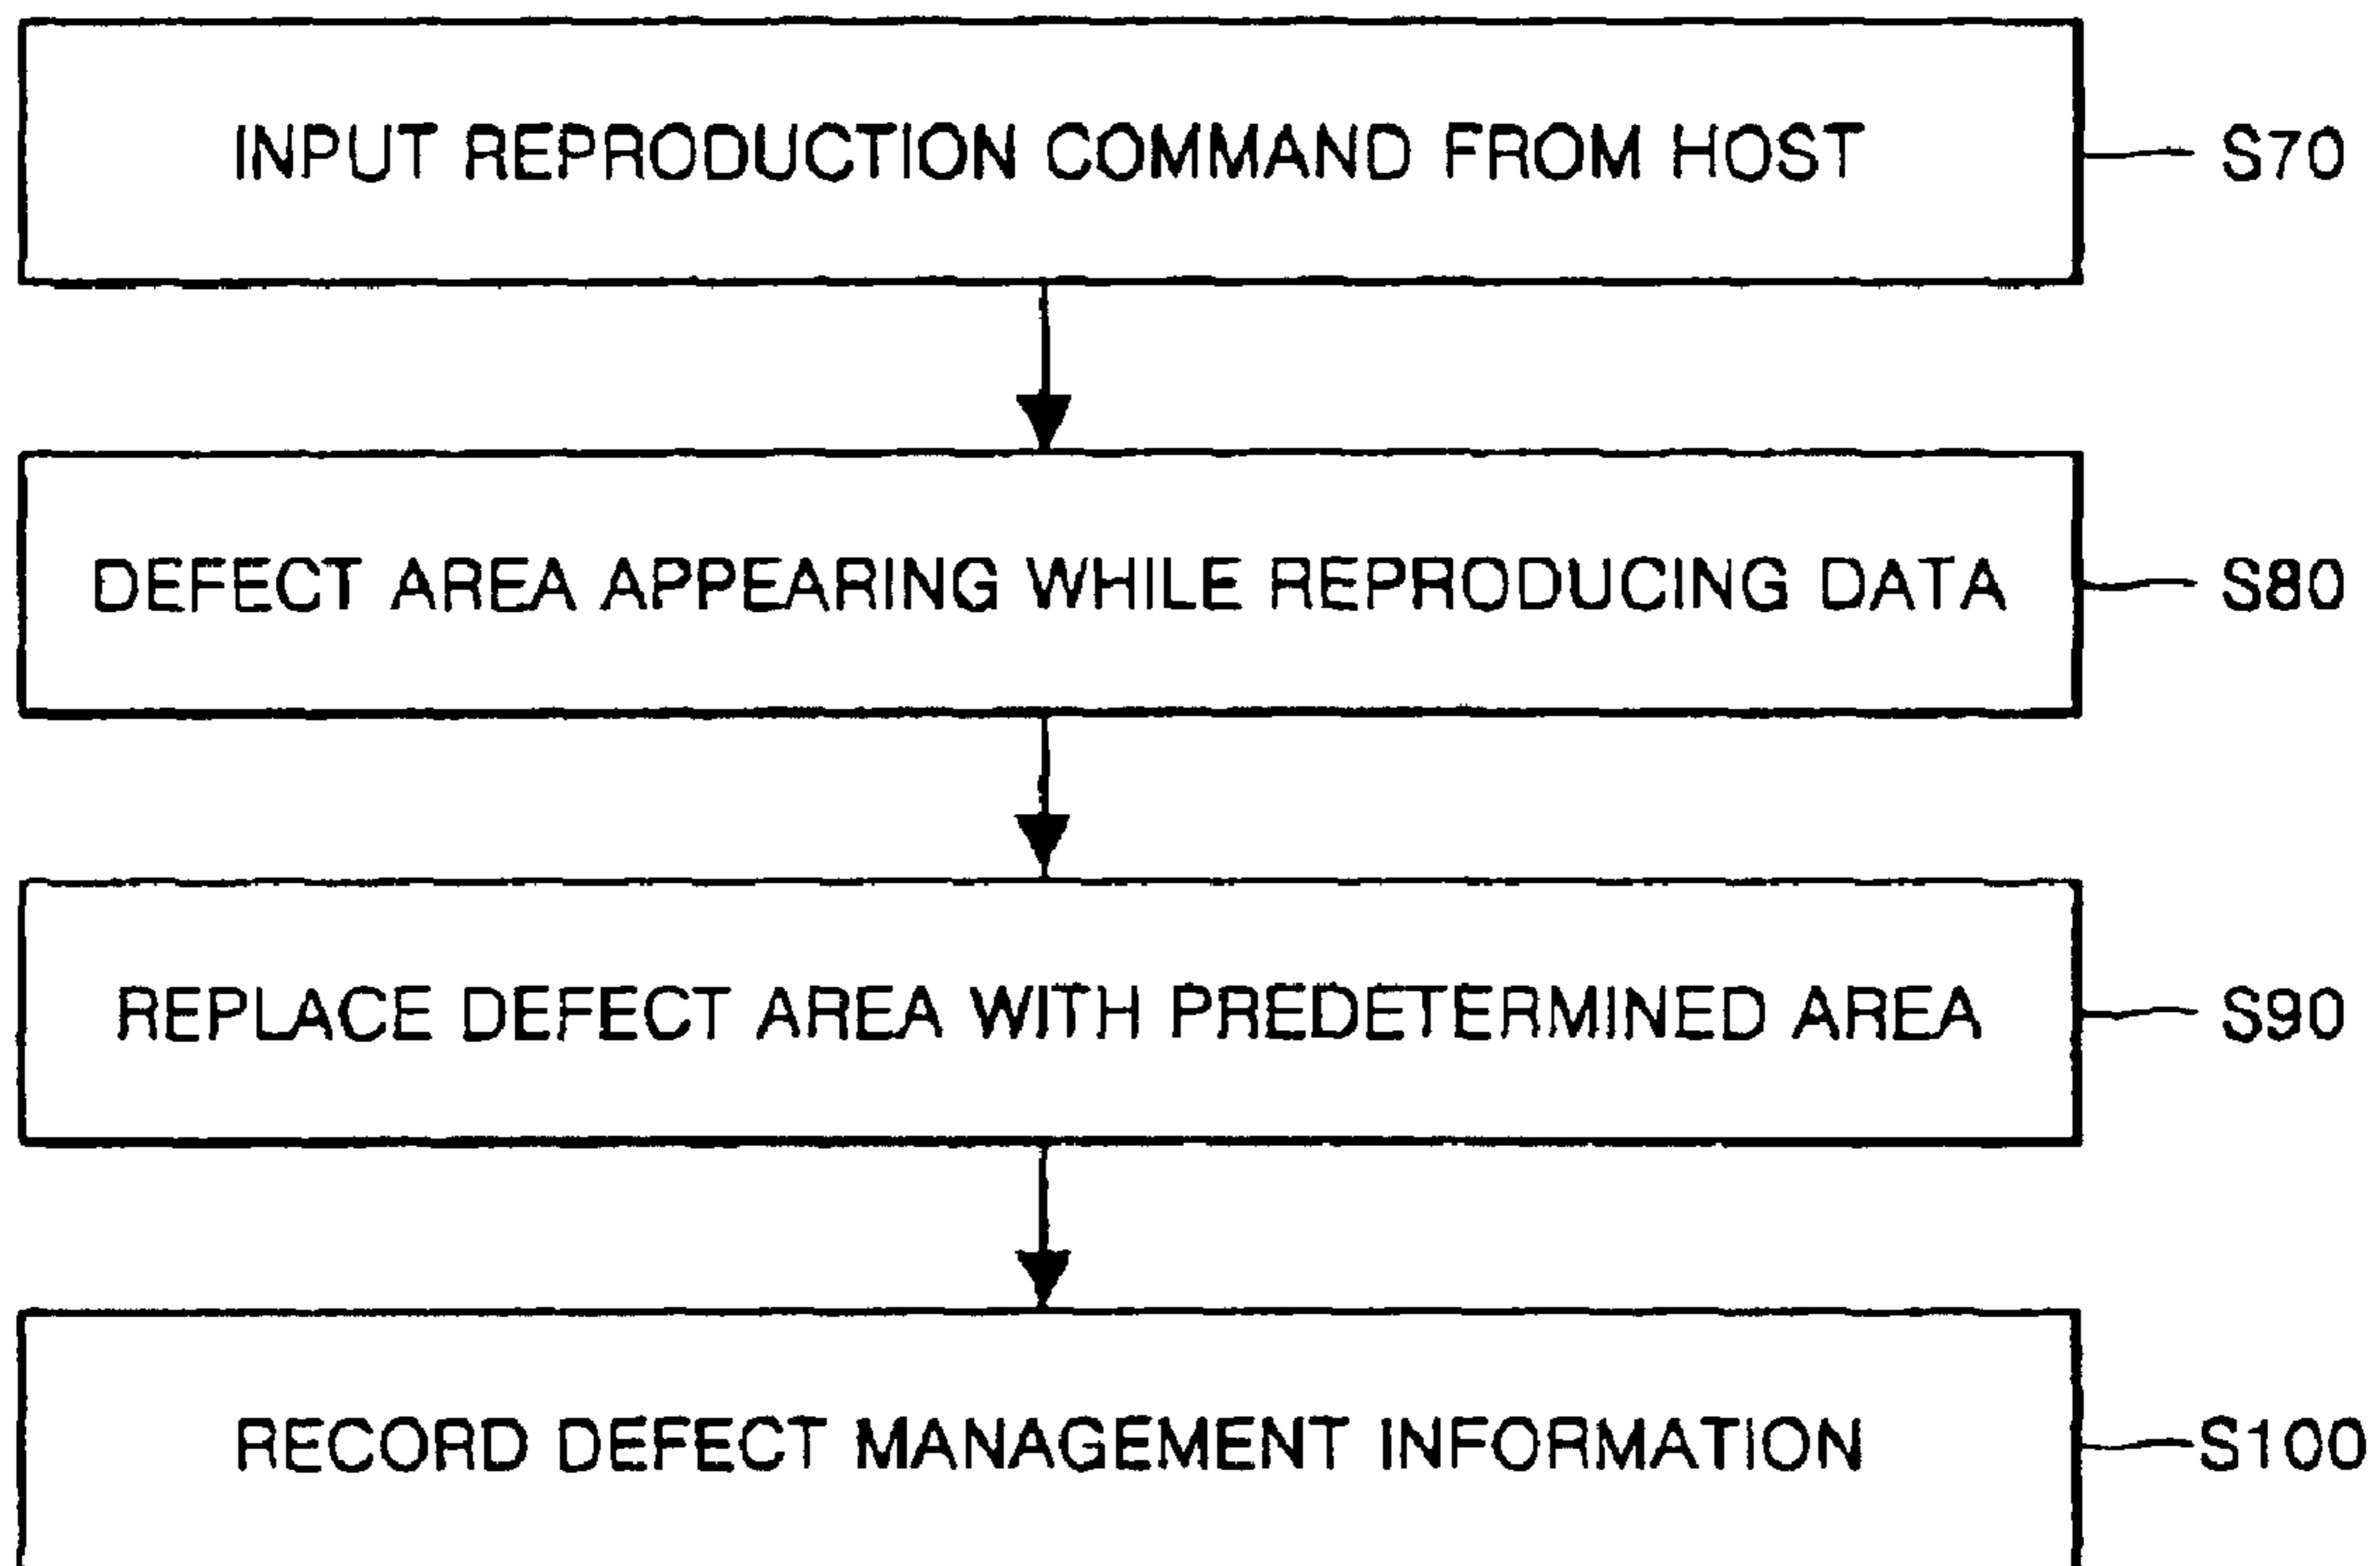 INPUT REPRODUCTION COMMAND FROM HOST S70
DEFECT AREA APPEARING WHILE REPRODUCING DATA S80
REPLACE DEFECT AREA WITH PREDETERMINED AREA S90
RECORD DEFECT MANAGEMENT INFORMATION S100